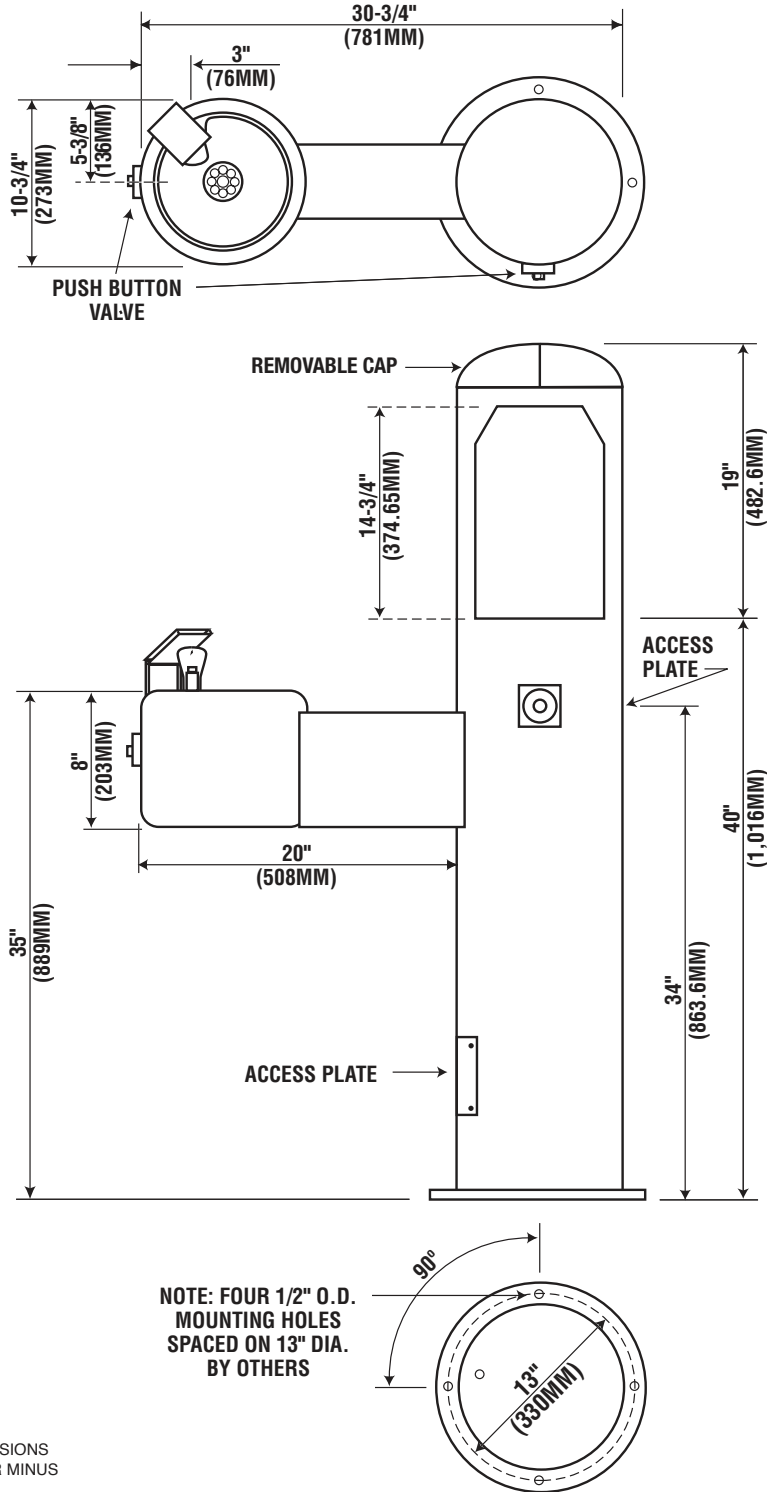 30-3/4"
(781MM)
3"
(76MM)
5-3/8"
(136MM)
10-3/4"
(273MM)
PUSH BUTTON
VALVE
REMOVABLE CAP
14-3/4"
(374.65MM)
19"
(482.6MM)
ACCESS
PLATE
8"
(203MM)
20"
(508MM)
40"
(1,016MM)
35"
(889MM)
34"
(863.6MM)
ACCESS PLATE
90º
NOTE: FOUR 1/2" O.D.
MOUNTING HOLES
SPACED ON 13" DIA.
BY OTHERS
13"
(330MM)
SIONS
R MINUS